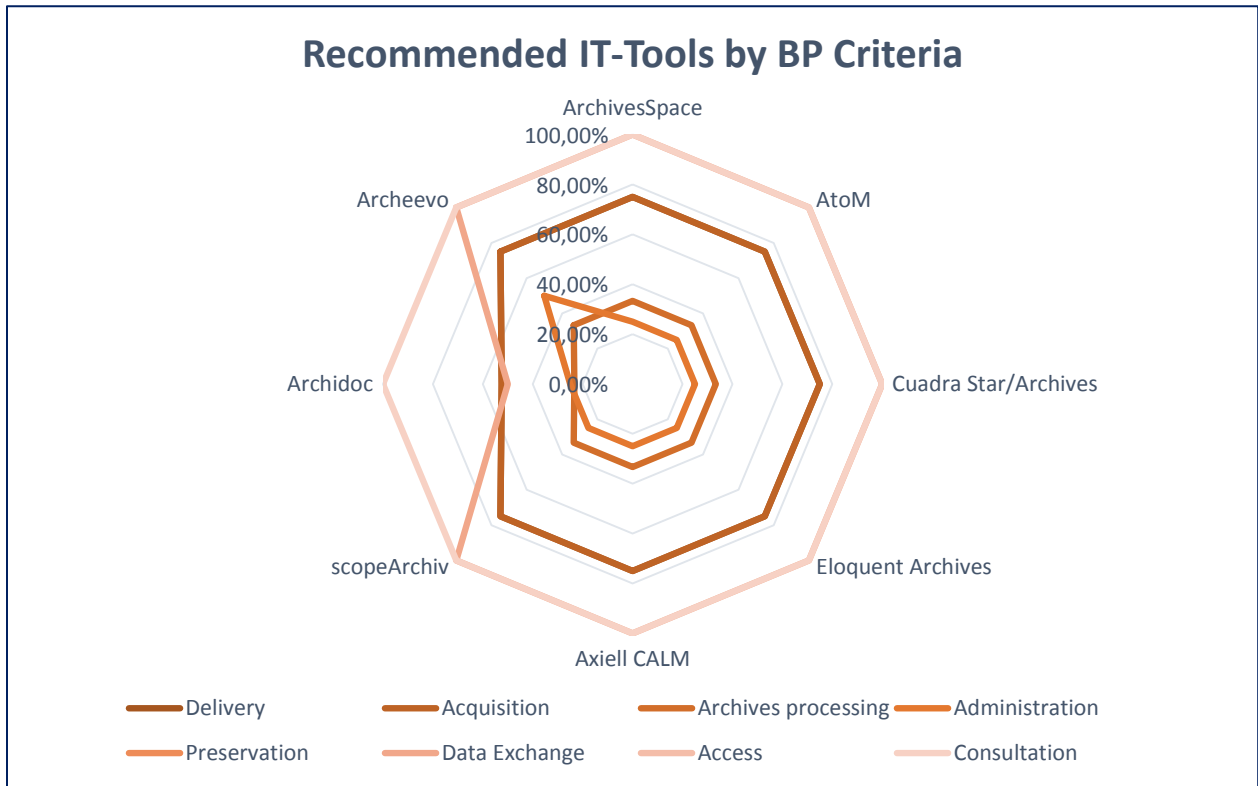 Recommended IT-Tools by BP Criteria
ArchivesSpace
100,00%
80,00%
60,00%
40,00%
20,00%
0,00%
AtoM
Cuadra Star/Archives
Eloquent Archives
Axiell CALM
scopeArchiv
Archidoc
Archeevo
Delivery Acquisition Archives processing Administration
Preservation Data Exchange Access Consultation